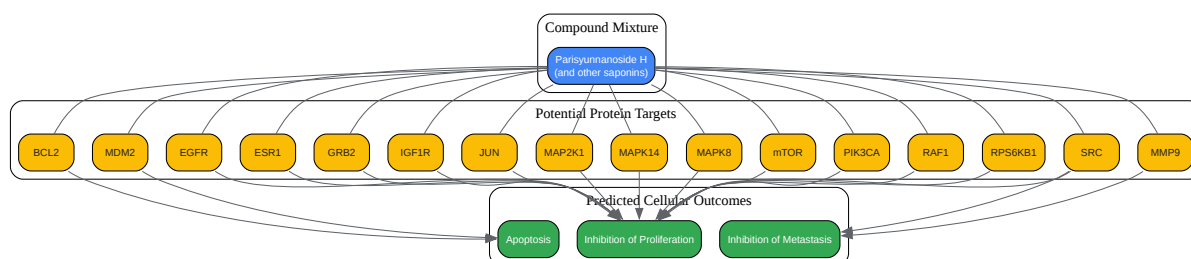 Compound Mixture
Parisyunnanoside H
(and other saponins)
Potential Protein Targets
BCL2
MDM2
EGFR
ESR1
GRB2
IGF1R
JUN
MAP2K1
MAPK14
MAPK8
mTOR
PIK3CA
RAF1
RPS6KB1
SRC
MMP9
Predicted Cellular Outcomes
Apoptosis
Inhibition of Proliferation
Inhibition of Metastasis